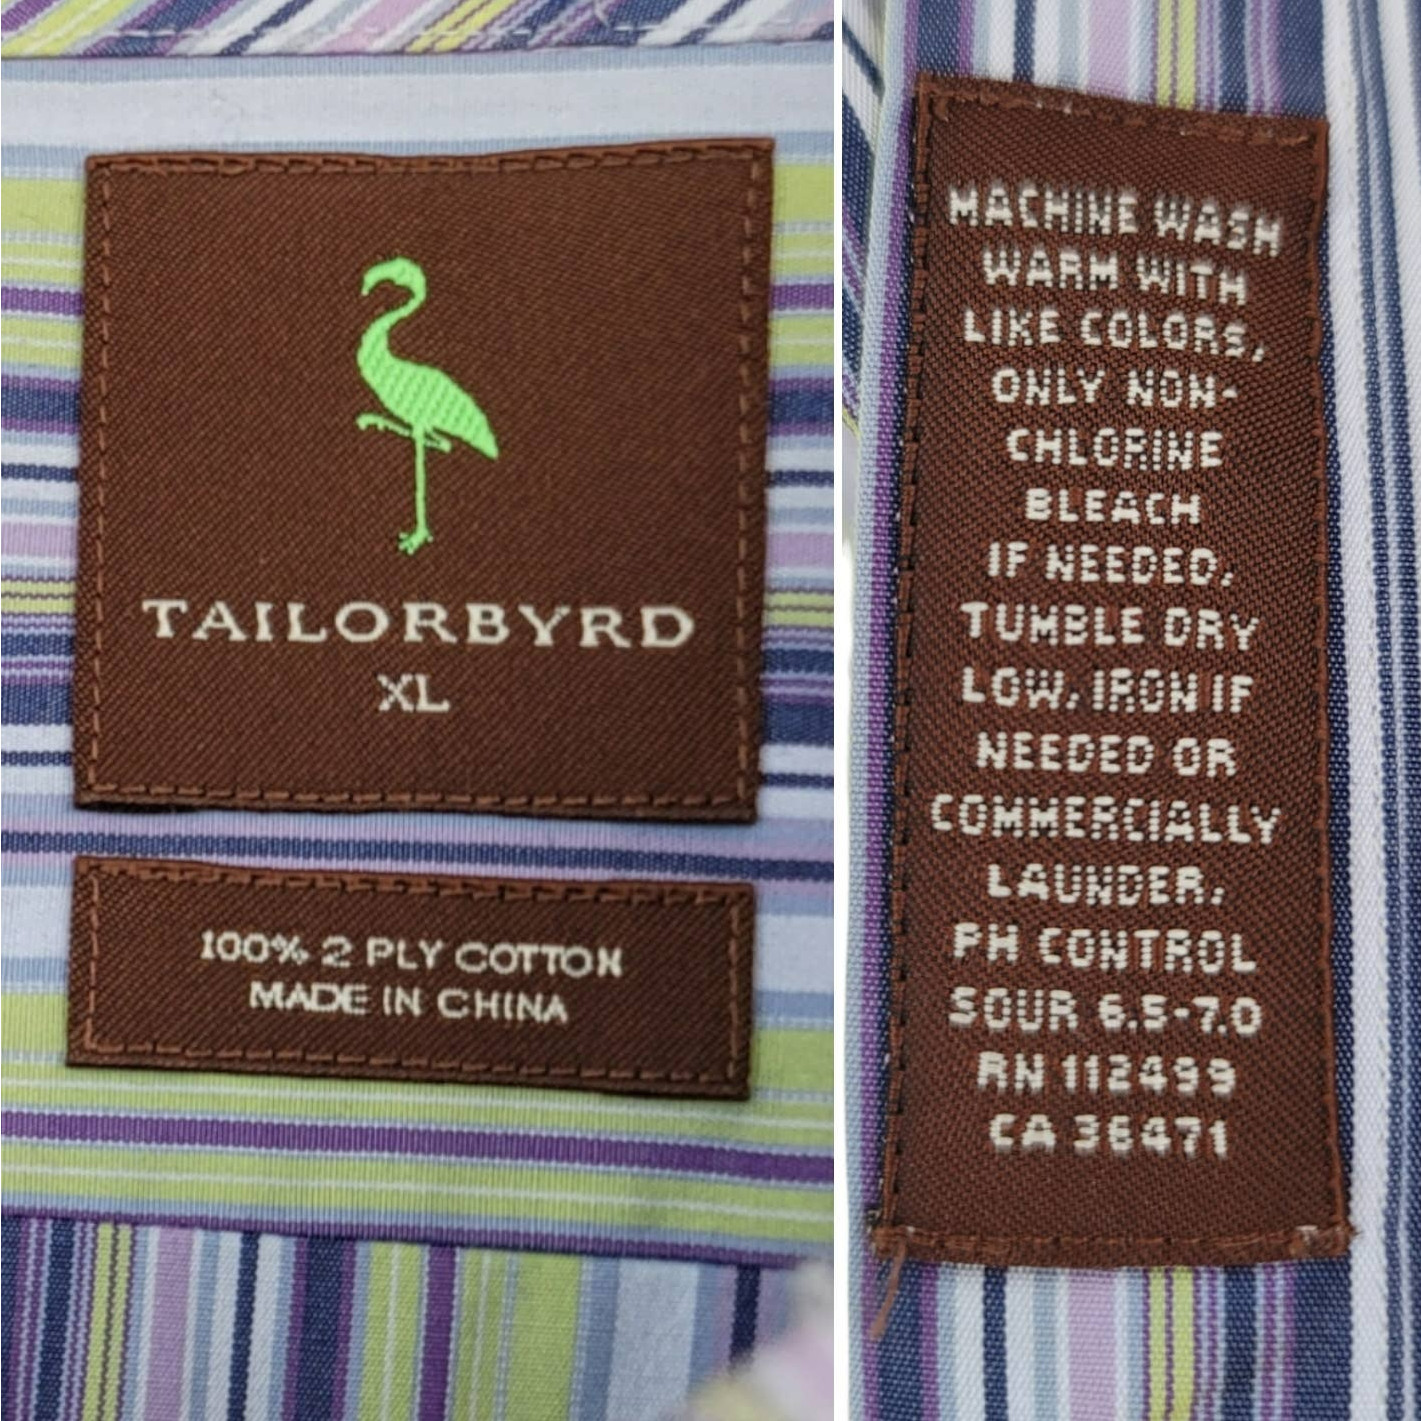 TAILORBYRD
XL
100% 2 PLY COTTON
MADE IN CHINA
MACHINE WASH
WARM WITH
LIKE COLORS,
ONLY NON-
CHLORINE
BLEACH
IF NEEDED,
TUMBLE DRY
LOW, IRON IF
NEEDED OR
COMMERCIALLY
LAUNDER,
PH CONTROL
SOUR 6.5-7.0
RN 112499
CA 36471